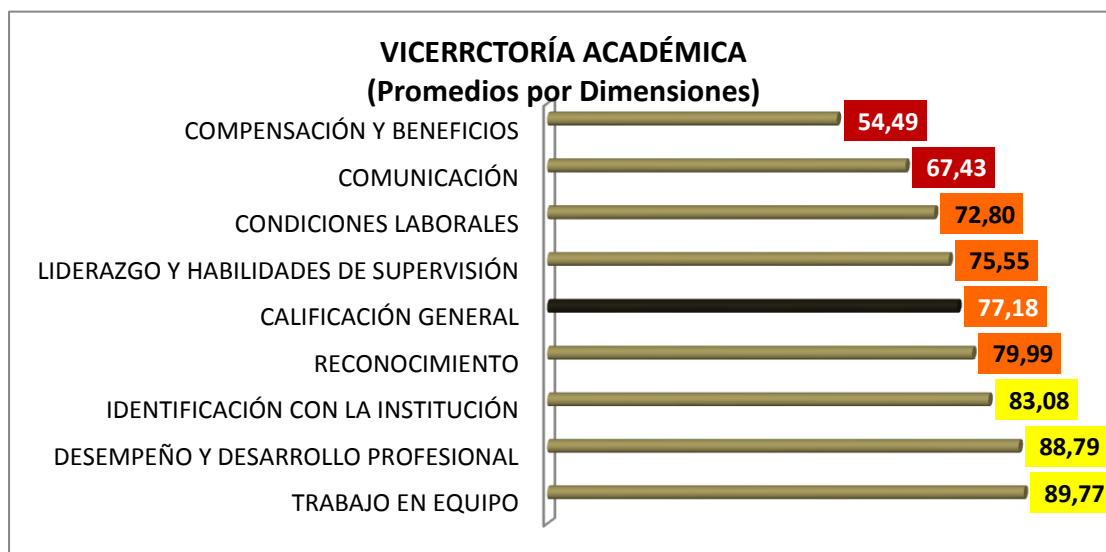 VICERRCTORÍA ACADÉMICA
(Promedios por Dimensiones)
COMPENSACIÓN Y BENEFICIOS 54,49
COMUNICACIÓN 67,43
CONDICIONES LABORALES 72,80
LIDERAZGO Y HABILIDADES DE SUPERVISIÓN 75,55
CALIFICACIÓN GENERAL 77,18
RECONOCIMIENTO 79,99
IDENTIFICACIÓN CON LA INSTITUCIÓN 83,08
DESEMPEÑO Y DESARROLLO PROFESIONAL 88,79
TRABAJO EN EQUIPO 89,77